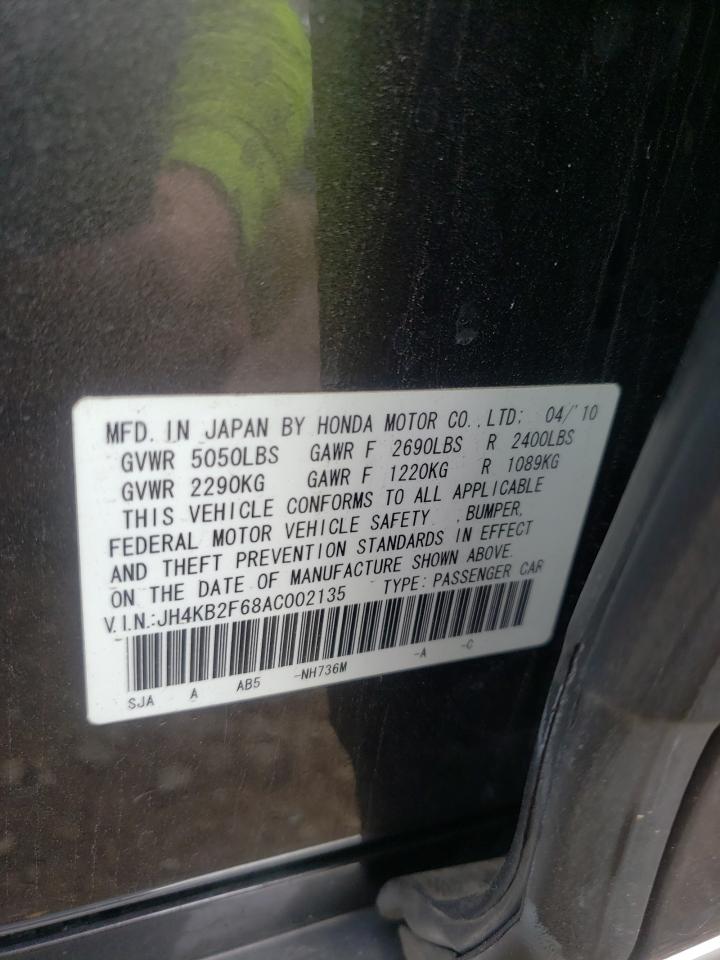 MFD. IN JAPAN BY HONDA MOTOR CO.,LTD: 04/'10
GVWR 5050LBS GAWR F 2690LBS R 2400LBS
GVWR 2290KG GAWR F 1220KG R 1089KG
THIS VEHICLE CONFORMS TO ALL APPLICABLE
FEDERAL MOTOR VEHICLE SAFETY , BUMPER,
AND THEFT PREVENTION STANDARDS IN EFFECT
ON THE DATE OF MANUFACTURE SHOWN ABOVE.
V.I.N.:JH4KB2F68AC002135 TYPE: PASSENGER CAR
SJA A AB5 -NH736M -A -C